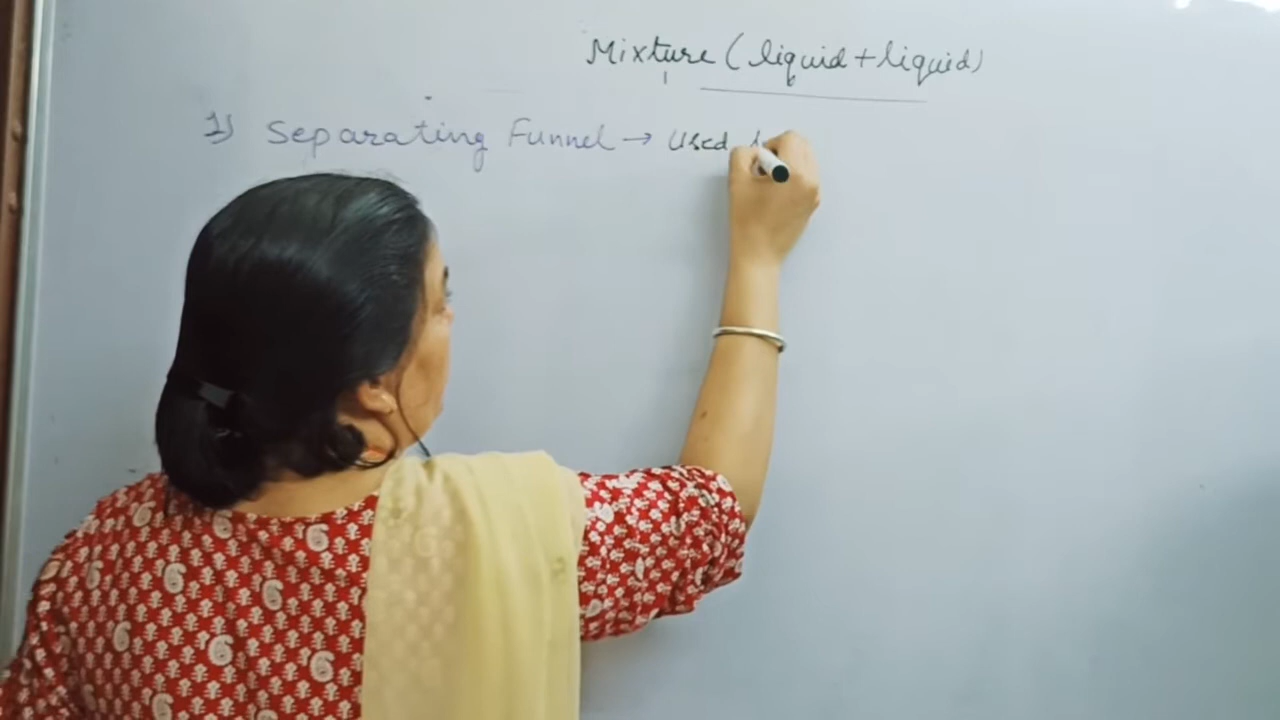 Mixture (liquid+liquid)
1) Separating Funnel → Used